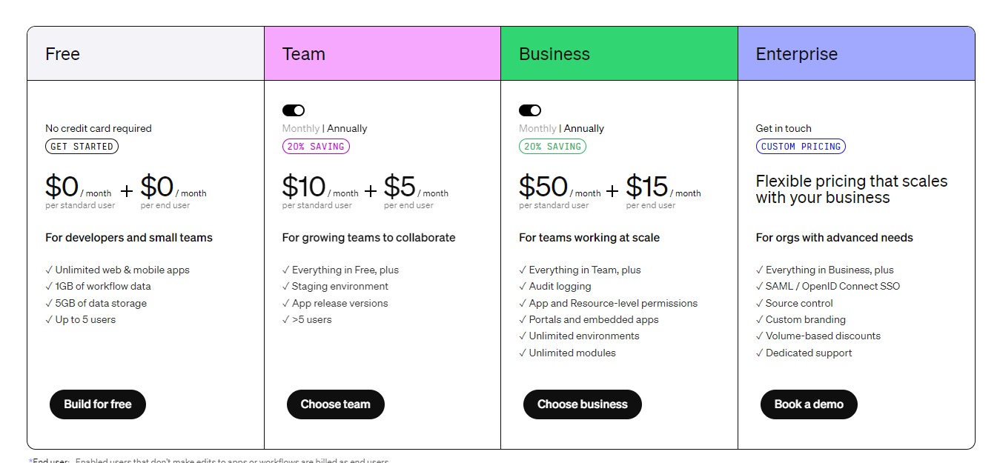 Free
No credit card required
GET STARTED
$0 / month + $0 / month
per standard user per end user
For developers and small teams
✓ Unlimited web & mobile apps
✓ 1GB of workflow data
✓ 5GB of data storage
✓ Up to 5 users
Build for free
Team
Monthly | Annually
20% SAVING
$10 / month + $5 / month
per standard user per end user
For growing teams to collaborate
✓ Everything in Free, plus
✓ Staging environment
✓ App release versions
✓ >5 users
Choose team
Business
Monthly | Annually
20% SAVING
$50 / month + $15 / month
per standard user per end user
For teams working at scale
✓ Everything in Team, plus
✓ Audit logging
✓ App and Resource-level permissions
✓ Portals and embedded apps
✓ Unlimited environments
✓ Unlimited modules
Choose business
Enterprise
Get in touch
CUSTOM PRICING
Flexible pricing that scales
with your business
For orgs with advanced needs
✓ Everything in Business, plus
✓ SAML / OpenID Connect SSO
✓ Source control
✓ Custom branding
✓ Volume-based discounts
✓ Dedicated support
Book a demo
*End user: Enabled users that don't make edits to apps or workflows are billed as end users